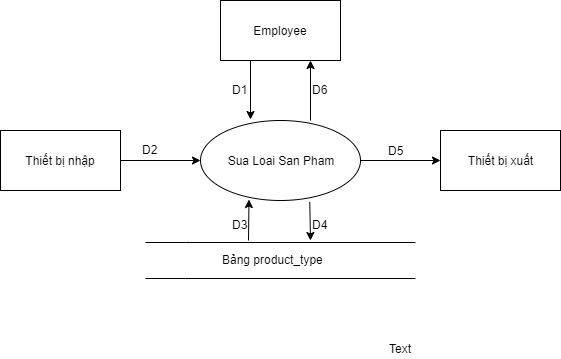 Employee
D1
D6
Thiết bị nhập
D2
Sua Loai San Pham
D5
Thiết bị xuất
D3
D4
Bảng product_type
Text